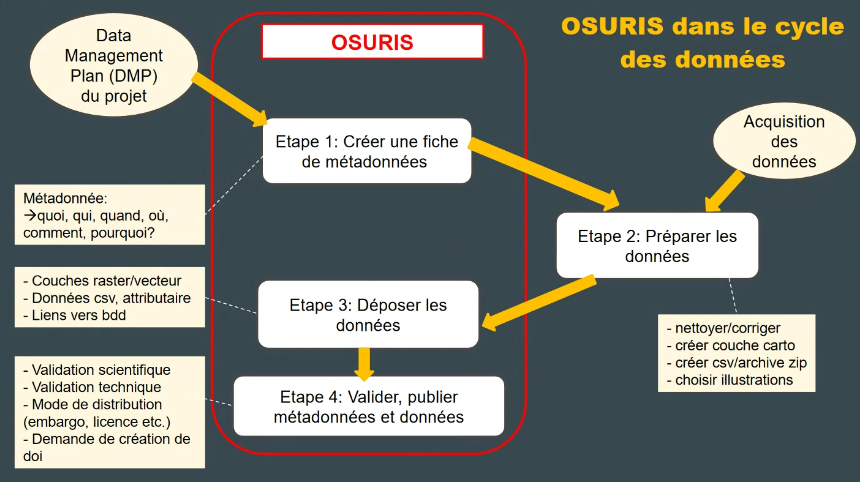 OSURIS dans le cycle
des données
Data
Management
Plan (DMP)
du projet
OSURIS
Etape 1: Créer une fiche
de métadonnées
Acquisition
des
données
Métadonnée:
→quoi, qui, quand, où,
comment, pourquoi?
Etape 2: Préparer les
données
- nettoyer/corriger
- créer couche carto
- créer csv/archive zip
- choisir illustrations
- Couches raster/vecteur
- Données csv, attributaire
- Liens vers bdd
Etape 3: Déposer les
données
- Validation scientifique
- Validation technique
- Mode de distribution
(embargo, licence etc.)
- Demande de création de
doi
Etape 4: Valider, publier
métadonnées et données